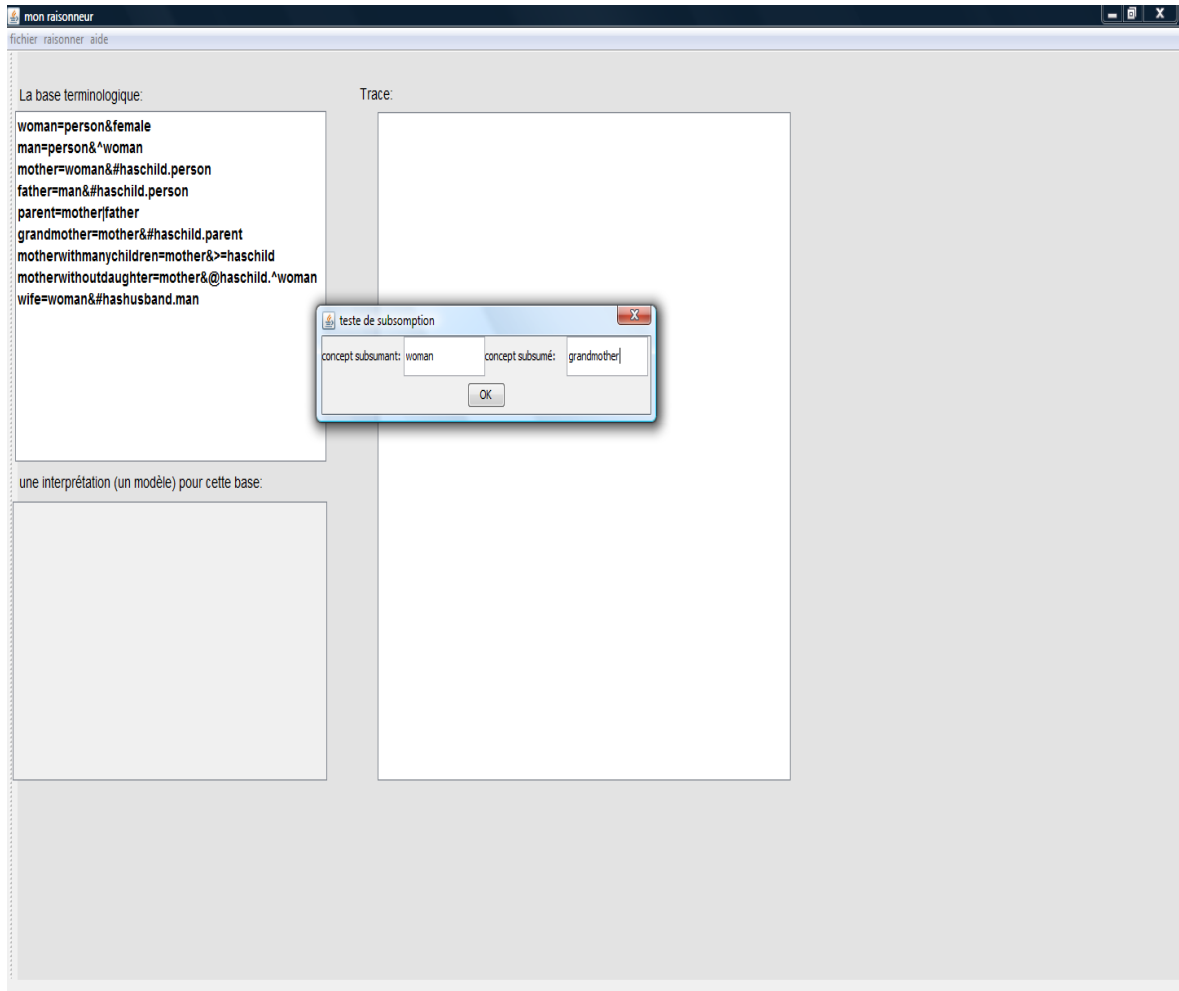 mon raisonneur
fichier raisonner aide
La base terminologique:
Trace:
woman=person&female
man=person&^woman
mother=woman&#haschild.person
father=man&#haschild.person
parent=mother|father
grandmother=mother&#haschild.parent
motherwithmanychildren=mother&>=haschild
motherwithoutdaughter=mother&@haschild.^woman
wife=woman&#hashusband.man
teste de subsomption
concept subsumant: woman concept subsumé: grandmother
OK
une interprétation (un modèle) pour cette base: